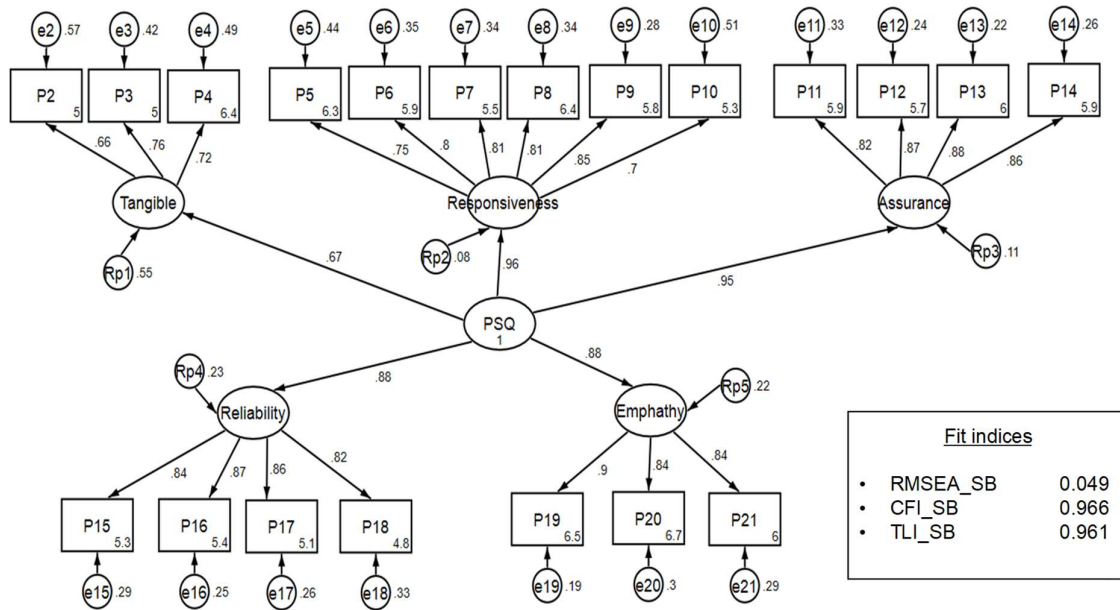 e2 .57 e3 .42 e4 .49 e5 .44 e6 .35 e7 .34 e8 .34 e9 .28 e10 .51 e11 .33 e12 .24 e13 .22 e14 .26
P2 P3 P4 P5 P6 P7 P8 P9 P10 P11 P12 P13 P14
5 5 6.4 6.3 5.9 5.5 6.4 5.8 5.3 5.9 5.7 6 5.9
.66 .76 .72 .75 .8 .81 .81 .85 .7 .82 .87 .88 .86
Tangible Responsiveness Assurance
Rp1 .55 Rp2 .08 Rp3 .11
.67 .96 .95
PSQ
1
.88 .88
Rp4 .23 Rp5 .22
Reliability Emphathy
.84 .87 .86 .82 .9 .84 .84
P15 P16 P17 P18 P19 P20 P21
5.3 5.4 5.1 4.8 6.5 6.7 6
e15 .29 e16 .25 e17 .26 e18 .33 e19 .19 e20 .3 e21 .29
Fit indices
• RMSEA_SB 0.049
• CFI_SB 0.966
• TLI_SB 0.961